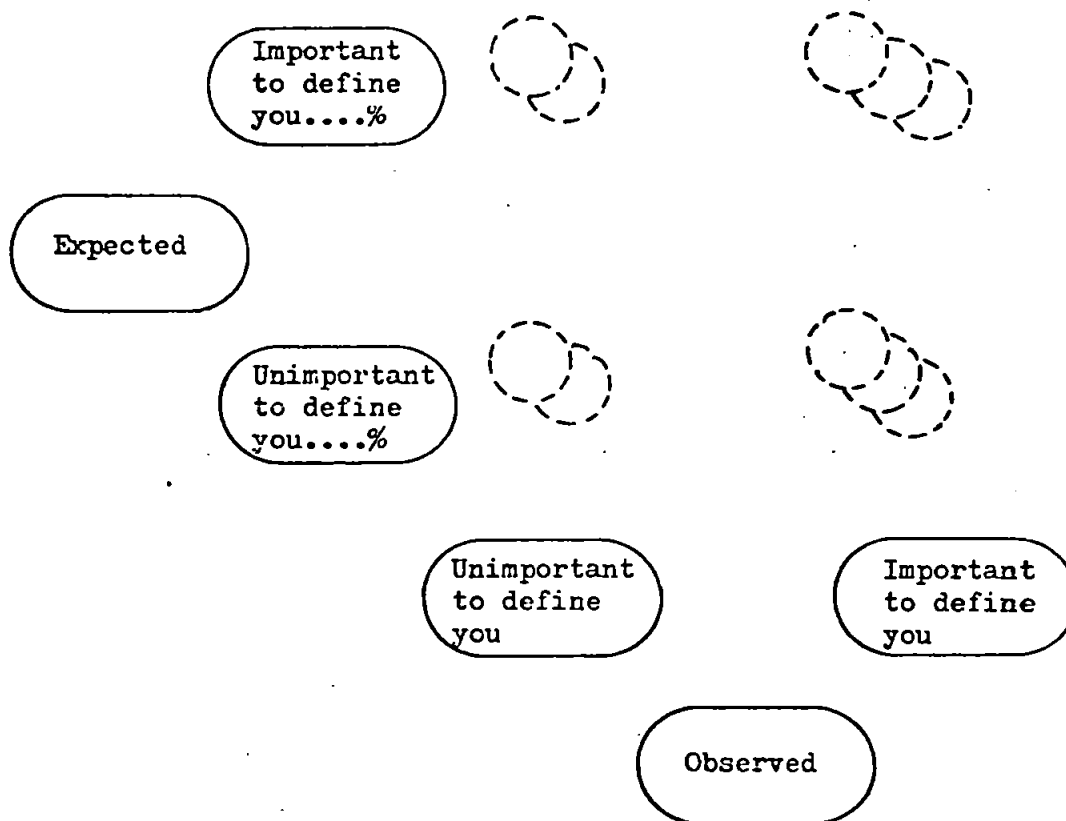 Important
to define
you....%
Expected
Unimportant
to define
you....%
Unimportant
to define
you
Important
to define
you
Observed